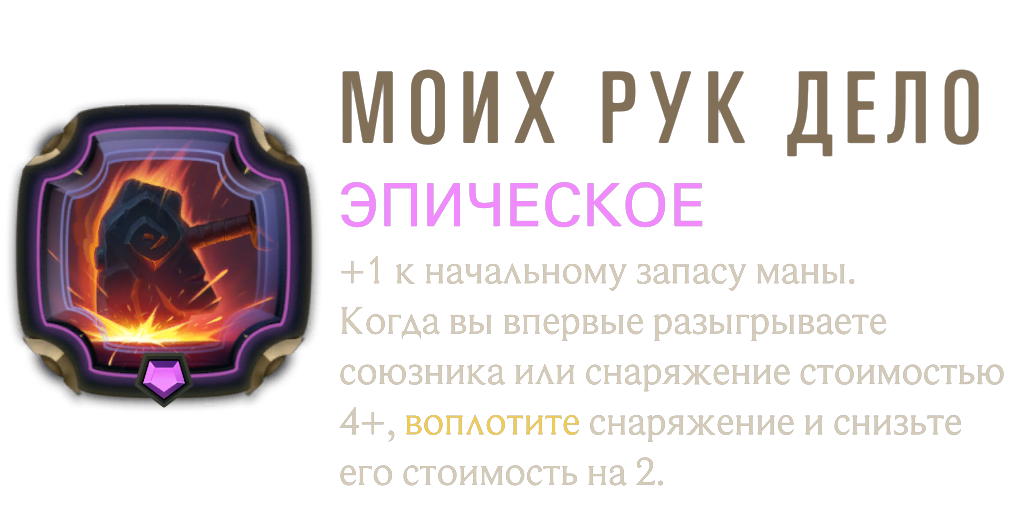 МОИХ РУК ДЕЛО
ЭПИЧЕСКОЕ
+1 к начальному запасу маны.
Когда вы впервые разыгрываете
союзника или снаряжение стоимостью
4+, воплотите снаряжение и снизьте
его стоимость на 2.